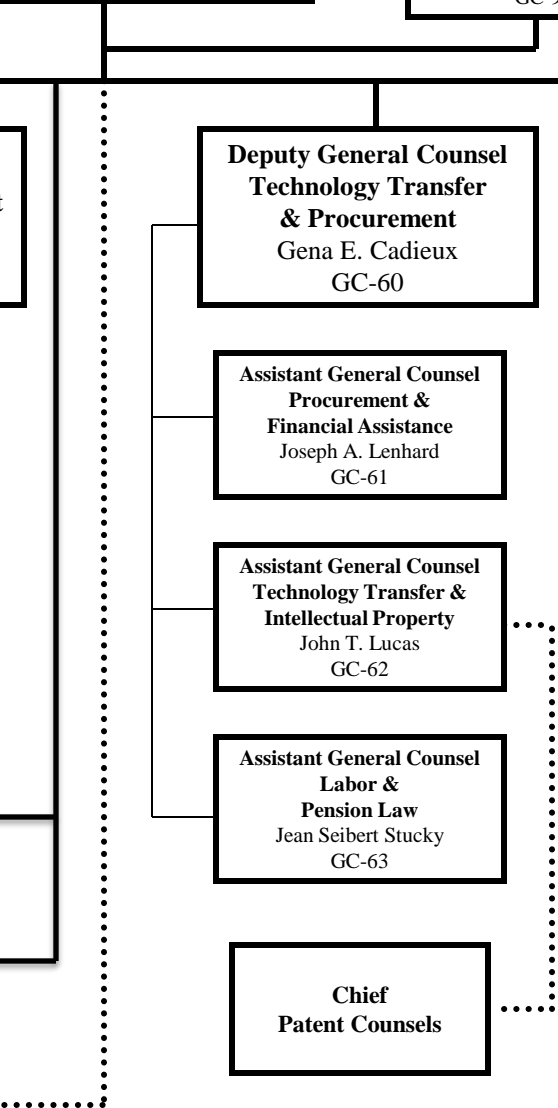 Deputy General Counsel
Technology Transfer
& Procurement
Gena E. Cadieux
GC-60
Assistant General Counsel
Procurement &
Financial Assistance
Joseph A. Lenhard
GC-61
Assistant General Counsel
Technology Transfer &
Intellectual Property
John T. Lucas
GC-62
Assistant General Counsel
Labor &
Pension Law
Jean Seibert Stucky
GC-63
Chief
Patent Counsels